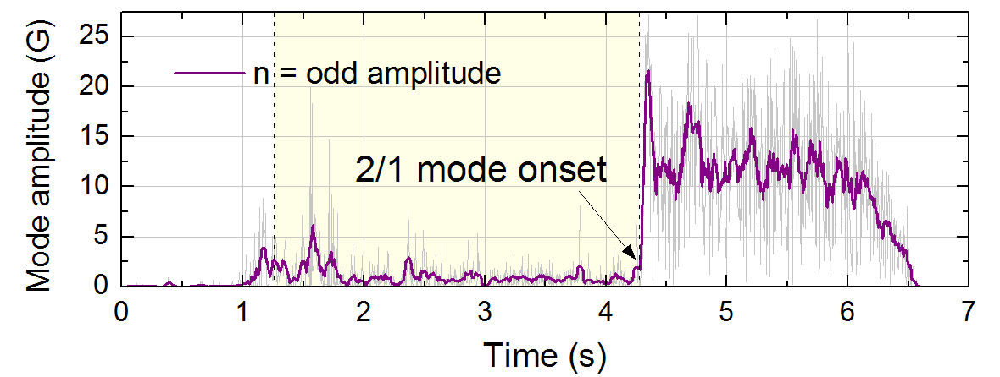 Mode amplitude (G)
25
20
15
10
5
0
n = odd amplitude
2/1 mode onset
0 1 2 3 4 5 6 7
Time (s)